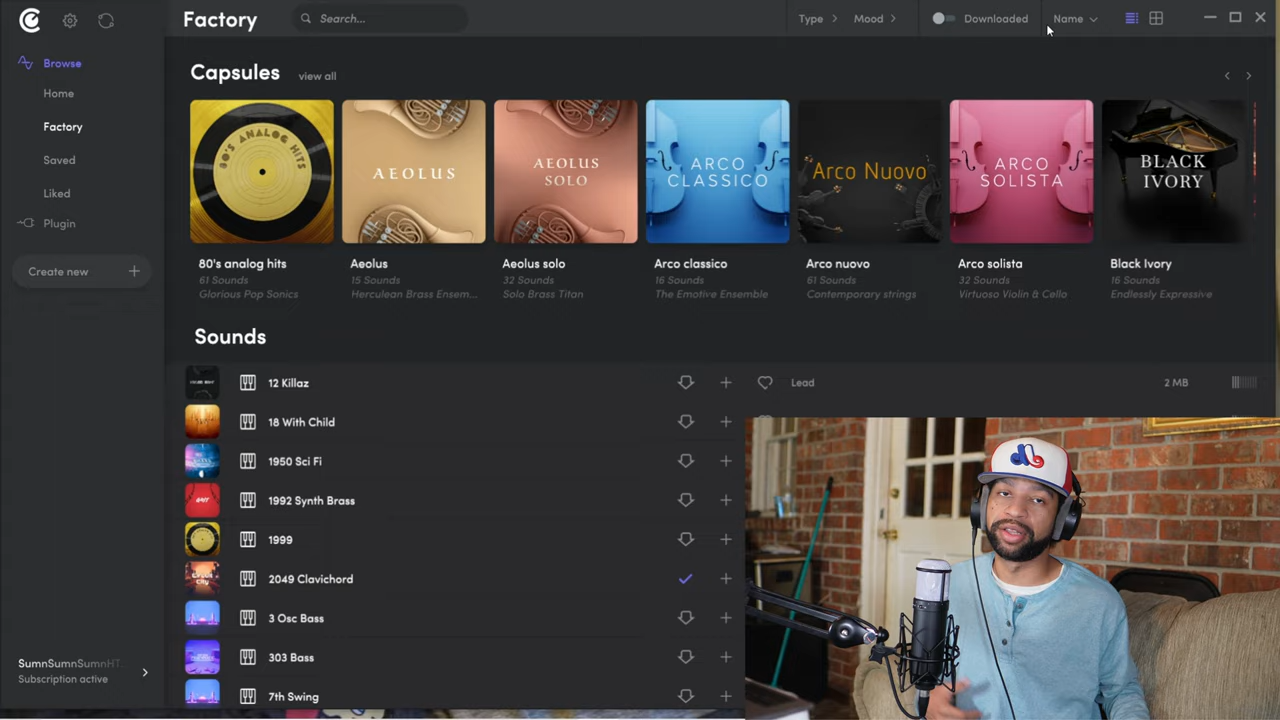 Factory
Search...
Type
Mood
Downloaded
Name
Browse
Home
Factory
Saved
Liked
Plugin
Create new
Capsules
view all
80'S ANALOG HITS
AEOLUS
AEOLUS
SOLO
ARCO
CLASSICO
Arco Nuovo
ARCO
SOLISTA
BLACK
IVORY
80's analog hits
61 Sounds
Glorious Pop Sonics
Aeolus
15 Sounds
Herculean Brass Ensem...
Aeolus solo
32 Sounds
Solo Brass Titan
Arco classico
16 Sounds
The Emotive Ensemble
Arco nuovo
61 Sounds
Contemporary strings
Arco solista
32 Sounds
Virtuoso Violin & Cello
Black Ivory
16 Sounds
Endlessly Expressive
Sounds
12 Killaz
Lead
2 MB
18 With Child
1950 Sci Fi
1992 Synth Brass
1999
2049 Clavichord
3 Osc Bass
303 Bass
7th Swing
SumnSumnSumnHT...
Subscription active